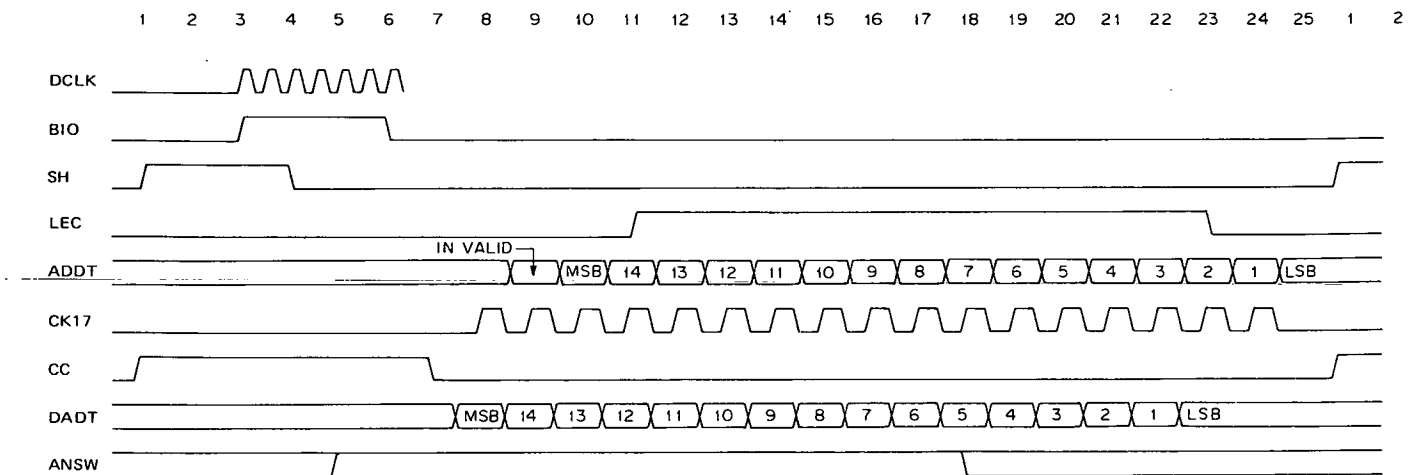 1 2 3 4 5 6 7 8 9 10 11 12 13 14 15 16 17 18 19 20 21 22 23 24 25 1 2
DCLK
BIO
SH
LEC
IN VALID
ADDT MSB 14 13 12 11 10 9 8 7 6 5 4 3 2 1 LSB
CK17
CC
DADT MSB 14 13 12 11 10 9 8 7 6 5 4 3 2 1 LSB
ANSW